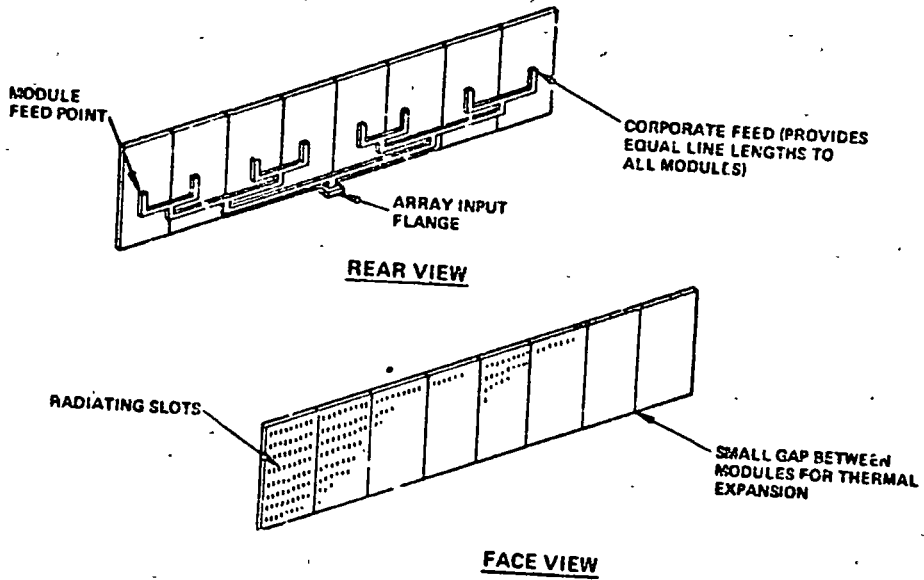 MODULE
FEED POINT
CORPORATE FEED (PROVIDES
EQUAL LINE LENGTHS TO
ALL MODULES)
ARRAY INPUT
FLANGE
REAR VIEW
RADIATING SLOTS
SMALL GAP BETWEEN
MODULES FOR THERMAL
EXPANSION
FACE VIEW